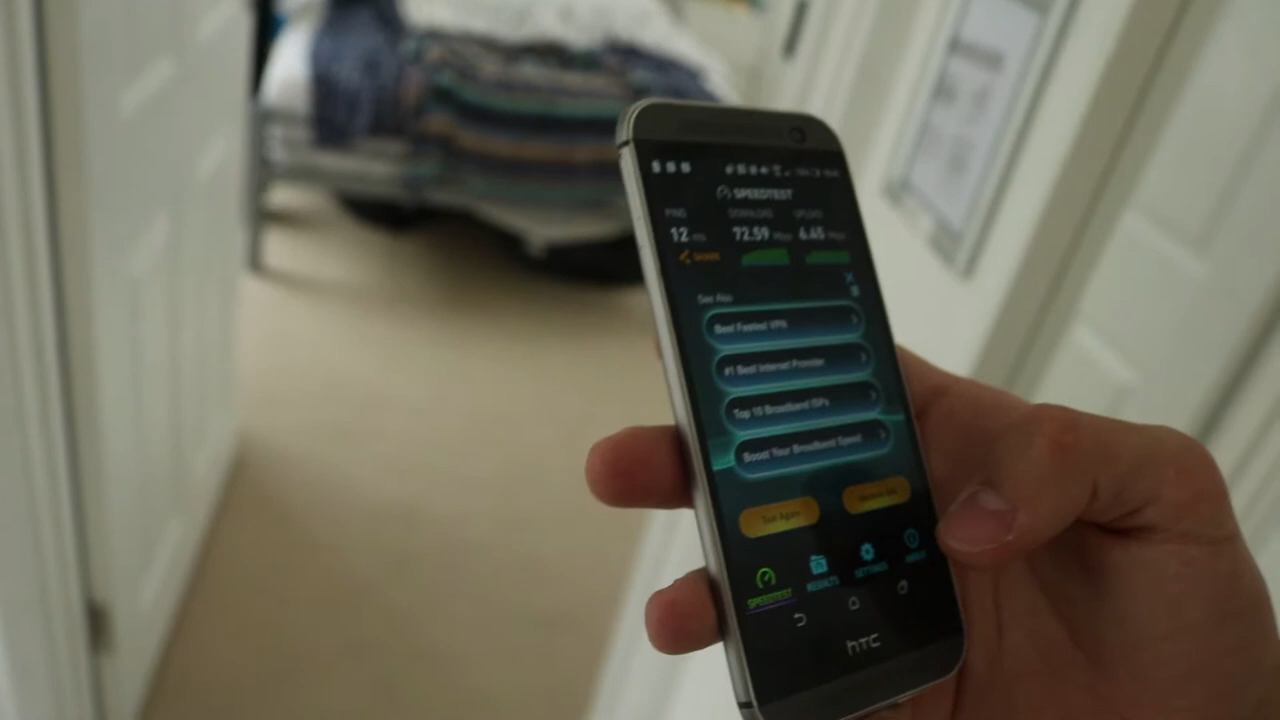 SPEEDTEST
PING DOWNLOAD UPLOAD
12 ms 72.59 Mbps 6.45 Mbps
SHARE
See Also
Best Fastest VPN
#1 Best Internet Provider
Top 10 Broadband ISPs
Boost Your Broadband Speed
Test Again
SPEEDTEST RESULTS SETTINGS ABOUT
hTC